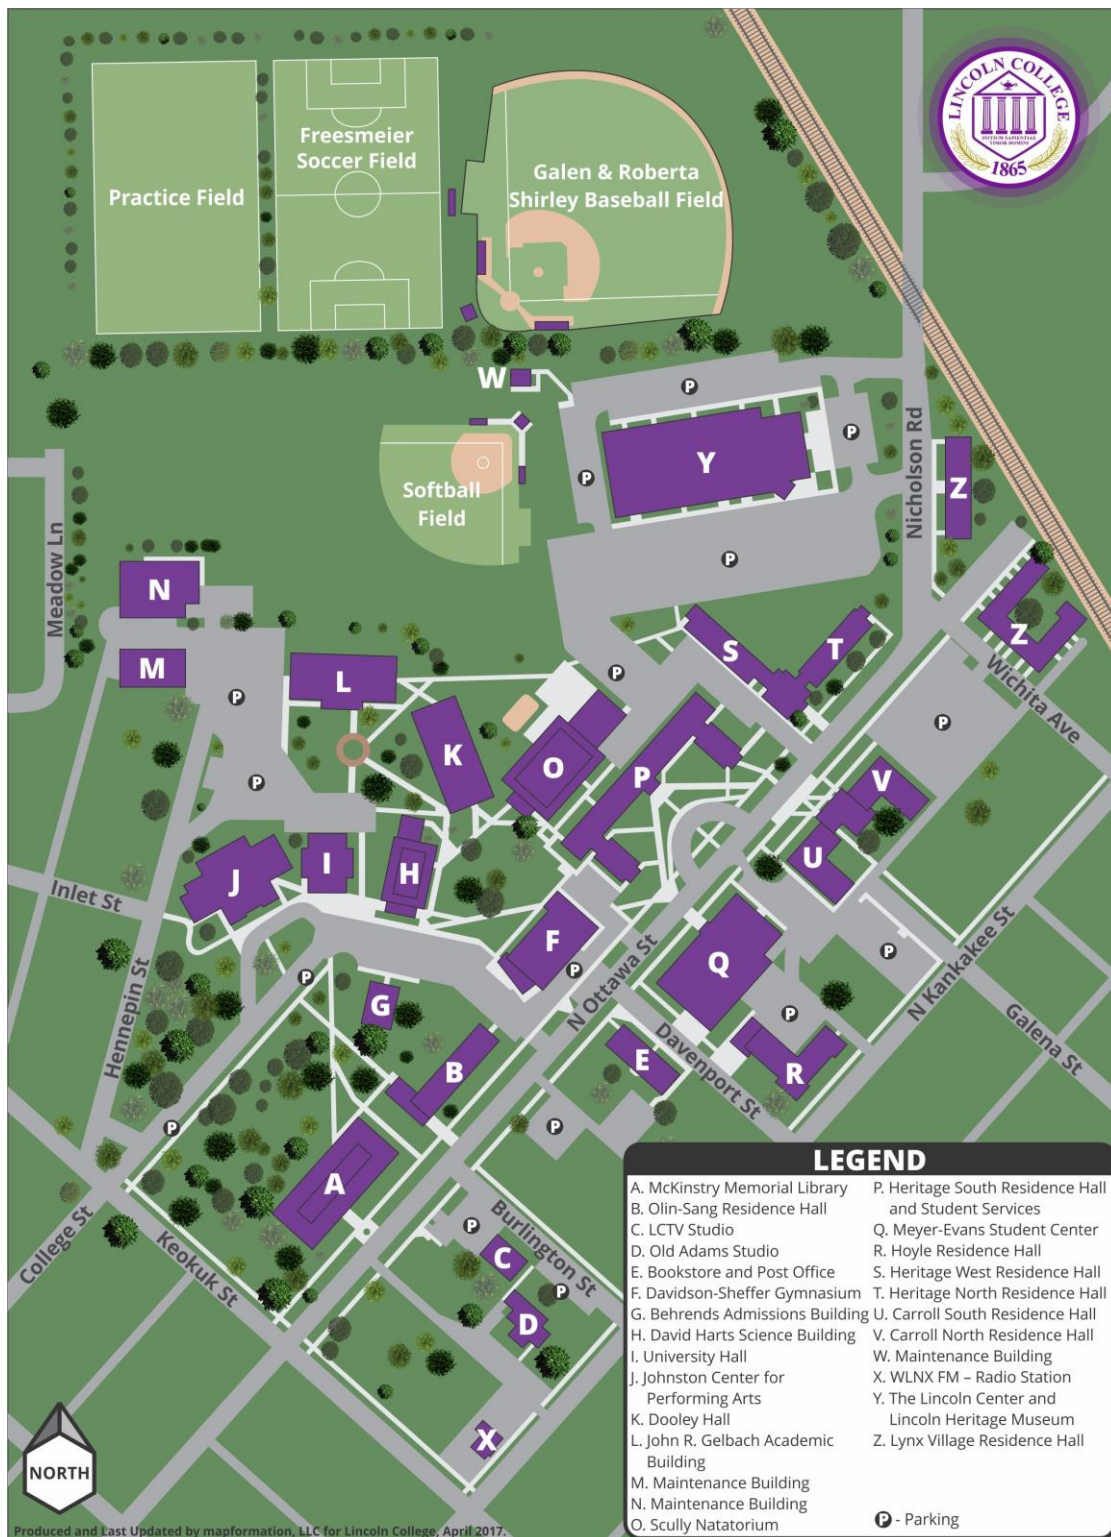 LINCOLN COLLEGE
INITIUM SAPIENTIAE
TIMOR DOMINI
1865
Practice Field
Freesmeier
Soccer Field
Galen & Roberta
Shirley Baseball Field
W
P
Y
P
P
Nicholson Rd
Z
Softball
Field
P
Meadow Ln
N
M
L
S
T
Z
Wichita Ave
P
P
P
K
O
P
V
P
U
J
I
H
Inlet St
F
Q
P
P
N Ottawa St
N Kankakee St
Hennepin St
P
G
P
Galena St
B
E
Davenport St
R
P
P
A
LEGEND
A. McKinstry Memorial Library
B. Olin-Sang Residence Hall
C. LCTV Studio
D. Old Adams Studio
E. Bookstore and Post Office
F. Davidson-Sheffer Gymnasium
G. Behrends Admissions Building
H. David Harts Science Building
I. University Hall
J. Johnston Center for
Performing Arts
K. Dooley Hall
L. John R. Gelbach Academic
Building
M. Maintenance Building
N. Maintenance Building
O. Scully Natatorium
P. Heritage South Residence Hall
and Student Services
Q. Meyer-Evans Student Center
R. Hoyle Residence Hall
S. Heritage West Residence Hall
T. Heritage North Residence Hall
U. Carroll South Residence Hall
V. Carroll North Residence Hall
W. Maintenance Building
X. WLNX FM – Radio Station
Y. The Lincoln Center and
Lincoln Heritage Museum
Z. Lynx Village Residence Hall
P - Parking
College St
Keokuk St
Burlington St
P
C
P
D
X
NORTH
Produced and Last Updated by mapformation, LLC for Lincoln College, April 2017.